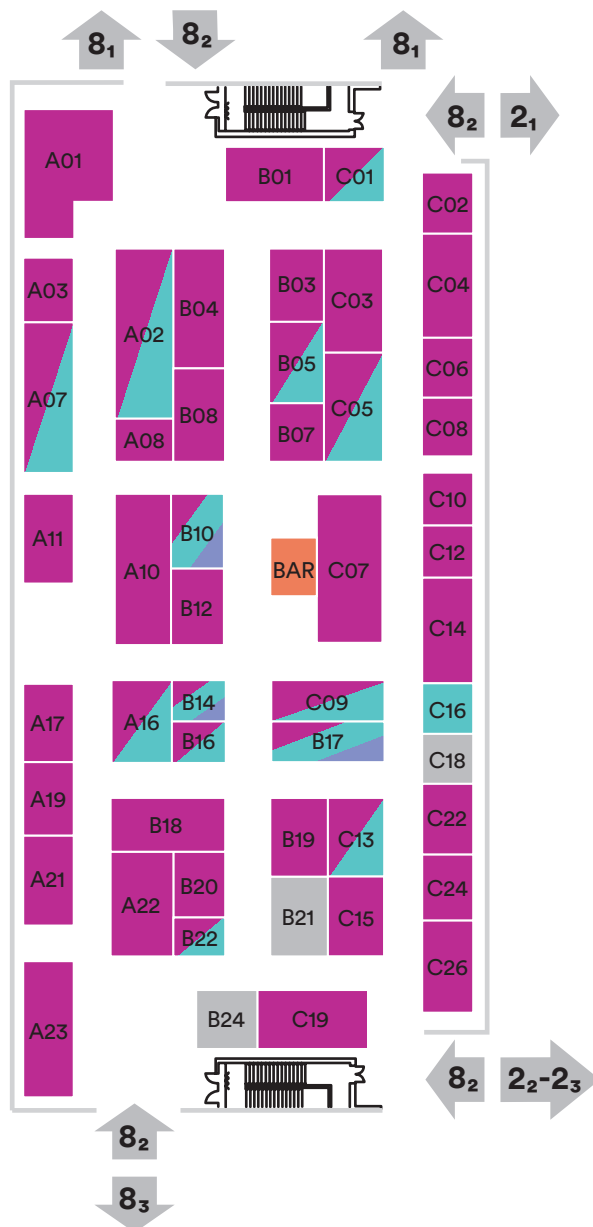 8₁
8₂
8₁
8₂
2₁
A01
B01
C01
C02
A03
A02
B04
B03
C03
C04
A07
B05
C06
A08
B08
B07
C05
C08
A11
A10
B10
C10
BAR
C07
C12
B12
C14
A17
A16
B14
C09
C16
B16
B17
C18
A19
B18
B19
C13
C22
A21
A22
B20
B21
C15
C24
B22
C26
A23
B24
C19
8₂
2₂-2₃
8₂
8₃